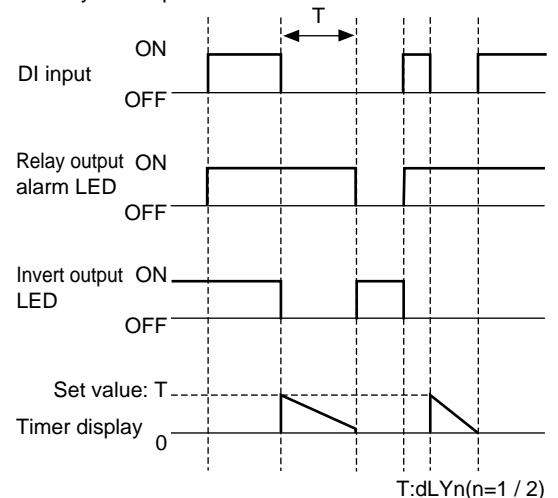 T
ON
DI input
OFF
Relay output ON
alarm LED
OFF
Invert output ON
LED
OFF
Set value: T
Timer display
0
T:dLYn(n=1 / 2)